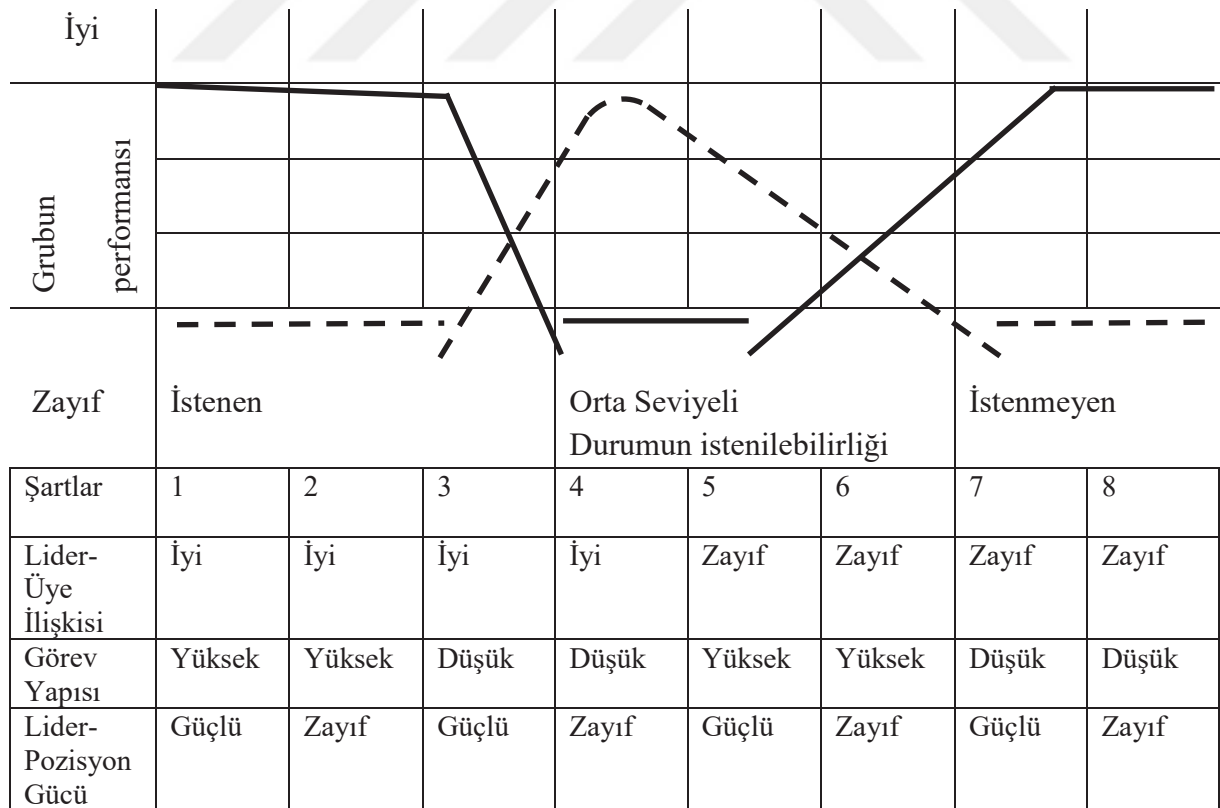 İyi
Grubun
performansı
Zayıf
İstenen
Orta Seviyeli
Durumun istenilebilirliği
İstenmeyen
Şartlar 1 2 3 4 5 6 7 8
Lider-
Üye
İlişkisi
İyi İyi İyi İyi Zayıf Zayıf Zayıf Zayıf
Görev
Yapısı
Yüksek Yüksek Düşük Düşük Yüksek Yüksek Düşük Düşük
Lider-
Pozisyon
Gücü
Güçlü Zayıf Güçlü Zayıf Güçlü Zayıf Güçlü Zayıf